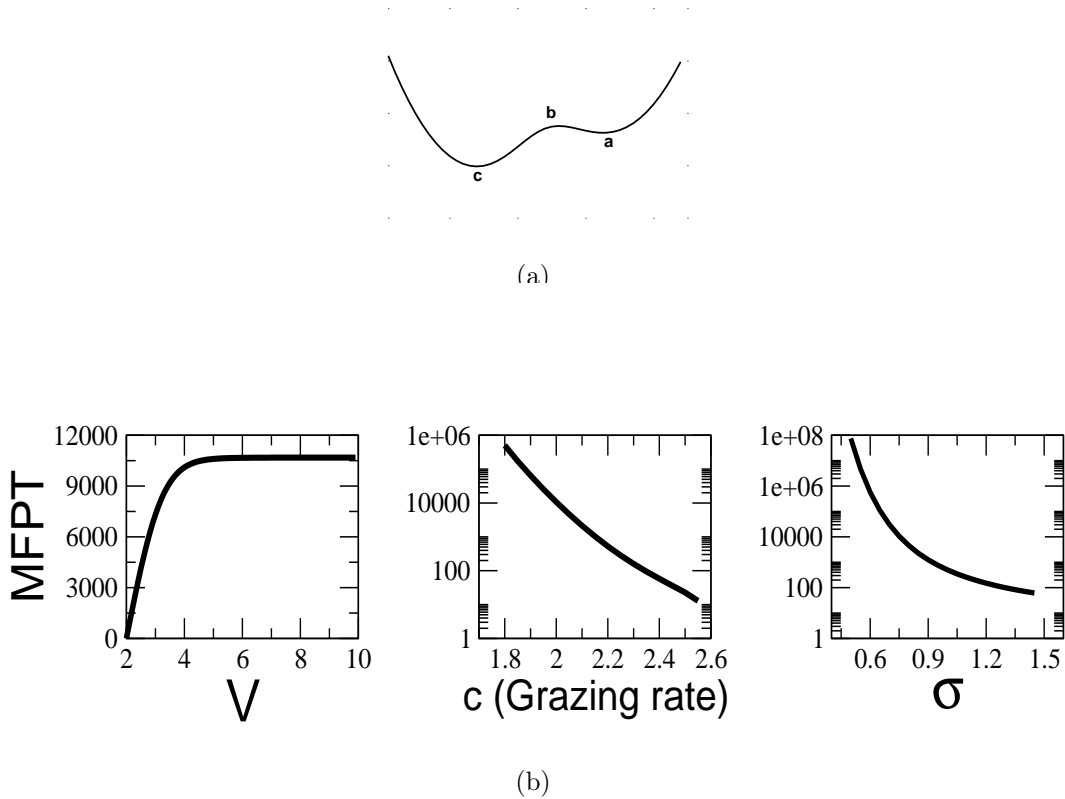 b
a
c
(a)
12000
9000
6000
3000
0
2 4 6 8 10
MFPT
V
1e+06
10000
100
1
1.8 2 2.2 2.4 2.6
c (Grazing rate)
1e+08
1e+06
10000
100
1
0.6 0.9 1.2 1.5
σ
(b)